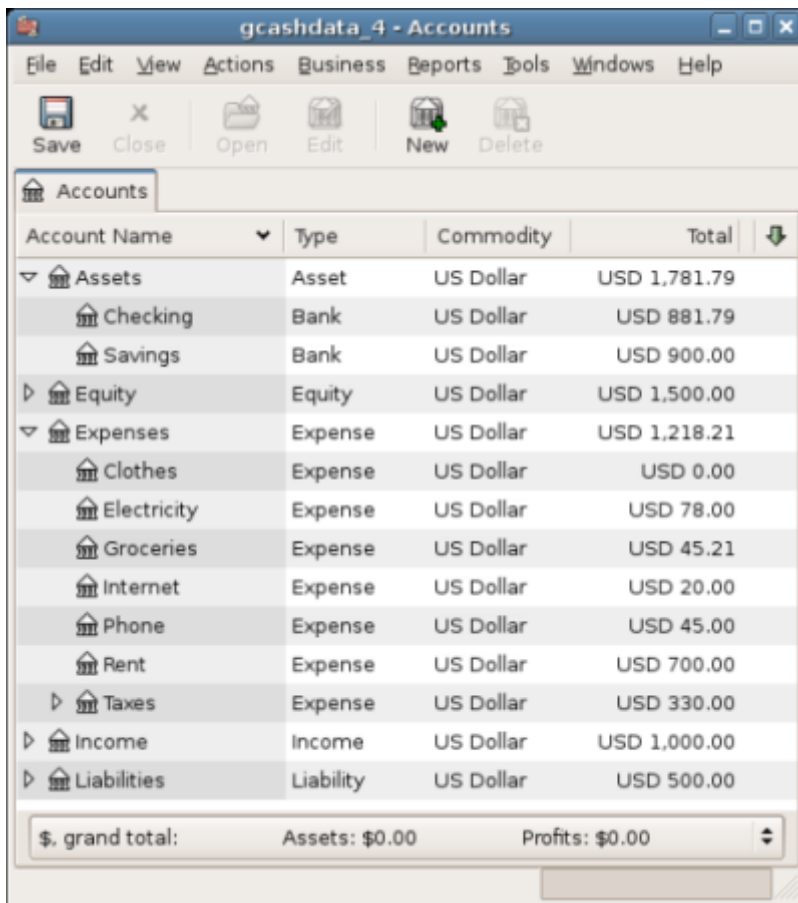 gcashdata_4 - Accounts
File Edit View Actions Business Reports Tools Windows Help
Save Close Open Edit New Delete
Accounts
Account Name Type Commodity Total
Assets Asset US Dollar USD 1,781.79
Checking Bank US Dollar USD 881.79
Savings Bank US Dollar USD 900.00
Equity Equity US Dollar USD 1,500.00
Expenses Expense US Dollar USD 1,218.21
Clothes Expense US Dollar USD 0.00
Electricity Expense US Dollar USD 78.00
Groceries Expense US Dollar USD 45.21
Internet Expense US Dollar USD 20.00
Phone Expense US Dollar USD 45.00
Rent Expense US Dollar USD 700.00
Taxes Expense US Dollar USD 330.00
Income Income US Dollar USD 1,000.00
Liabilities Liability US Dollar USD 500.00
$, grand total: Assets: $0.00 Profits: $0.00